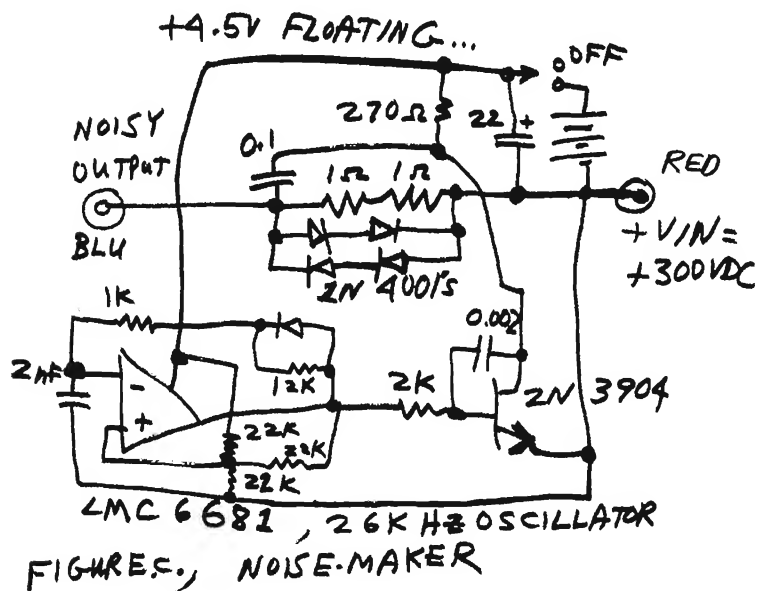 +4.5V FLOATING...
OFF
270Ω
22 +
NOISY
OUTPUT
BLU
0.1
1Ω 1Ω
RED
+VIN=
+300VDC
1N 4001's
1K
0.002
2nF
12K
2K
2N 3904
-
+
22K
22K
22K
LMC 6681, 26KHZ OSCILLATOR
FIGURE.C., NOISE-MAKER